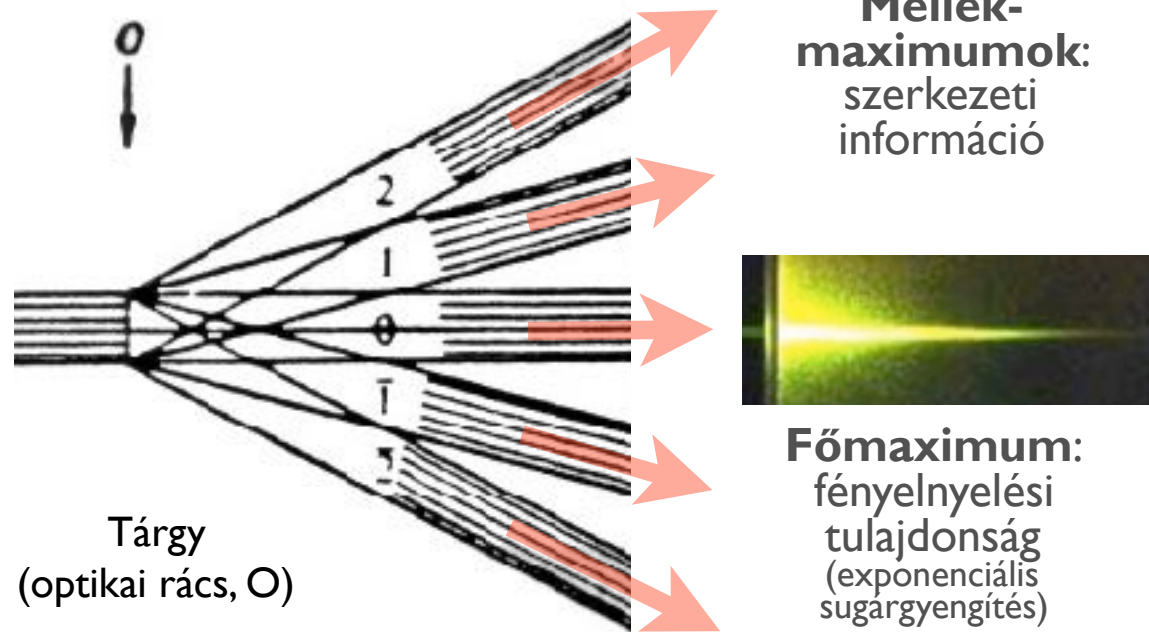 O
Mellék-
maximumok:
szerkezeti
információ
2
1
0
1̄
2̄
Főmaximum:
fényelnyelési
tulajdonság
(exponenciális
sugárgyengítés)
Tárgy
(optikai rács, O)